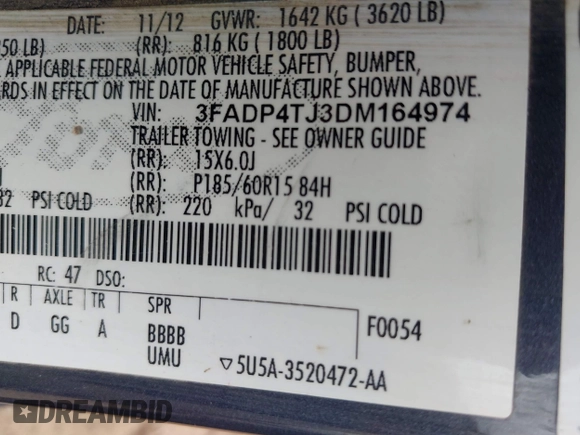 DATE: 11/12 GVWR: 1642 KG ( 3620 LB)
50 LB) (RR): 816 KG ( 1800 LB)
APPLICABLE FEDERAL MOTOR VEHICLE SAFETY, BUMPER,
RDS IN EFFECT ON THE DATE OF MANUFACTURE SHOWN ABOVE.
VIN: 3FADP4TJ3DM164974
TRAILER TOWING - SEE OWNER GUIDE
(RR): 15X6.0J
(RR): P185/60R15 84H
32 PSI COLD (RR): 220 kPa/ 32 PSI COLD
RC: 47 DSO:
R AXLE TR SPR
D GG A BBBB F0054
UMU ▽5U5A-3520472-AA
DREAMBID